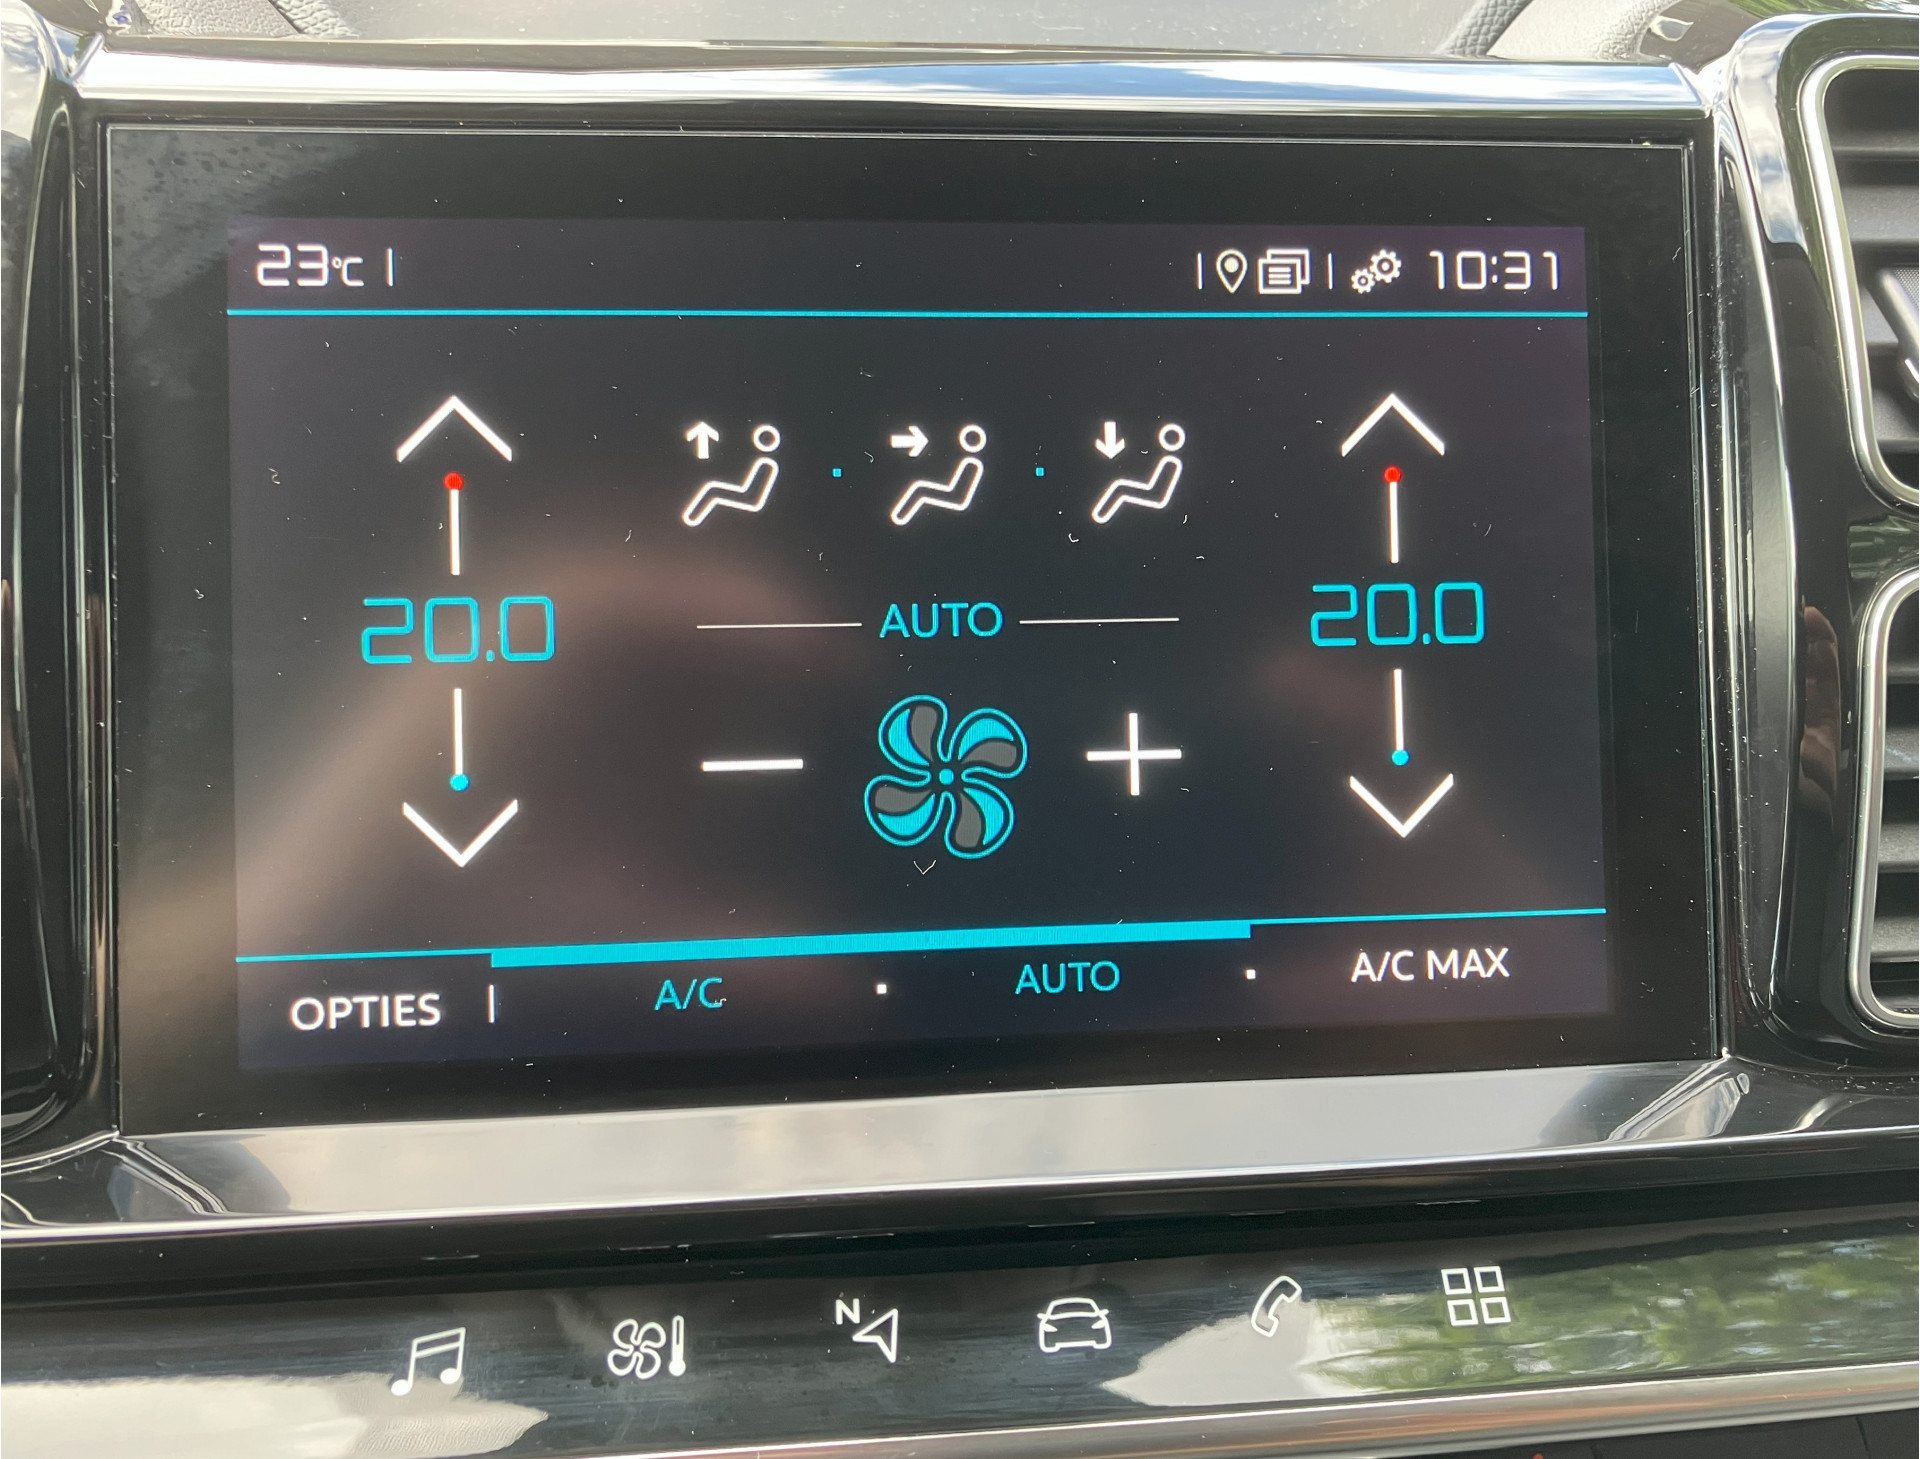 23°C
10:31
20.0
AUTO
20.0
OPTIES
A/C
AUTO
A/C MAX
N